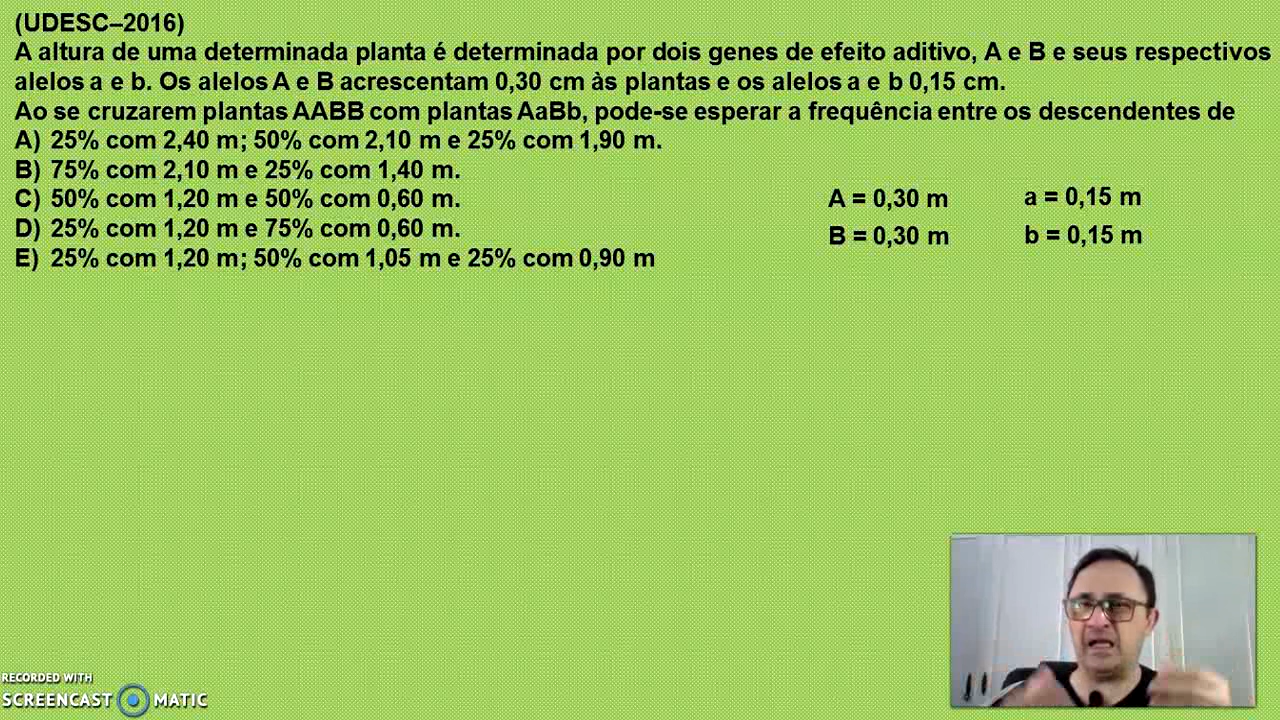 (UDESC–2016)
A altura de uma determinada planta é determinada por dois genes de efeito aditivo, A e B e seus respectivos
alelos a e b. Os alelos A e B acrescentam 0,30 cm às plantas e os alelos a e b 0,15 cm.
Ao se cruzarem plantas AABB com plantas AaBb, pode-se esperar a frequência entre os descendentes de
A) 25% com 2,40 m; 50% com 2,10 m e 25% com 1,90 m.
B) 75% com 2,10 m e 25% com 1,40 m.
C) 50% com 1,20 m e 50% com 0,60 m.
D) 25% com 1,20 m e 75% com 0,60 m.
E) 25% com 1,20 m; 50% com 1,05 m e 25% com 0,90 m
A = 0,30 m a = 0,15 m
B = 0,30 m b = 0,15 m
RECORDED WITH
SCREENCAST MATIC